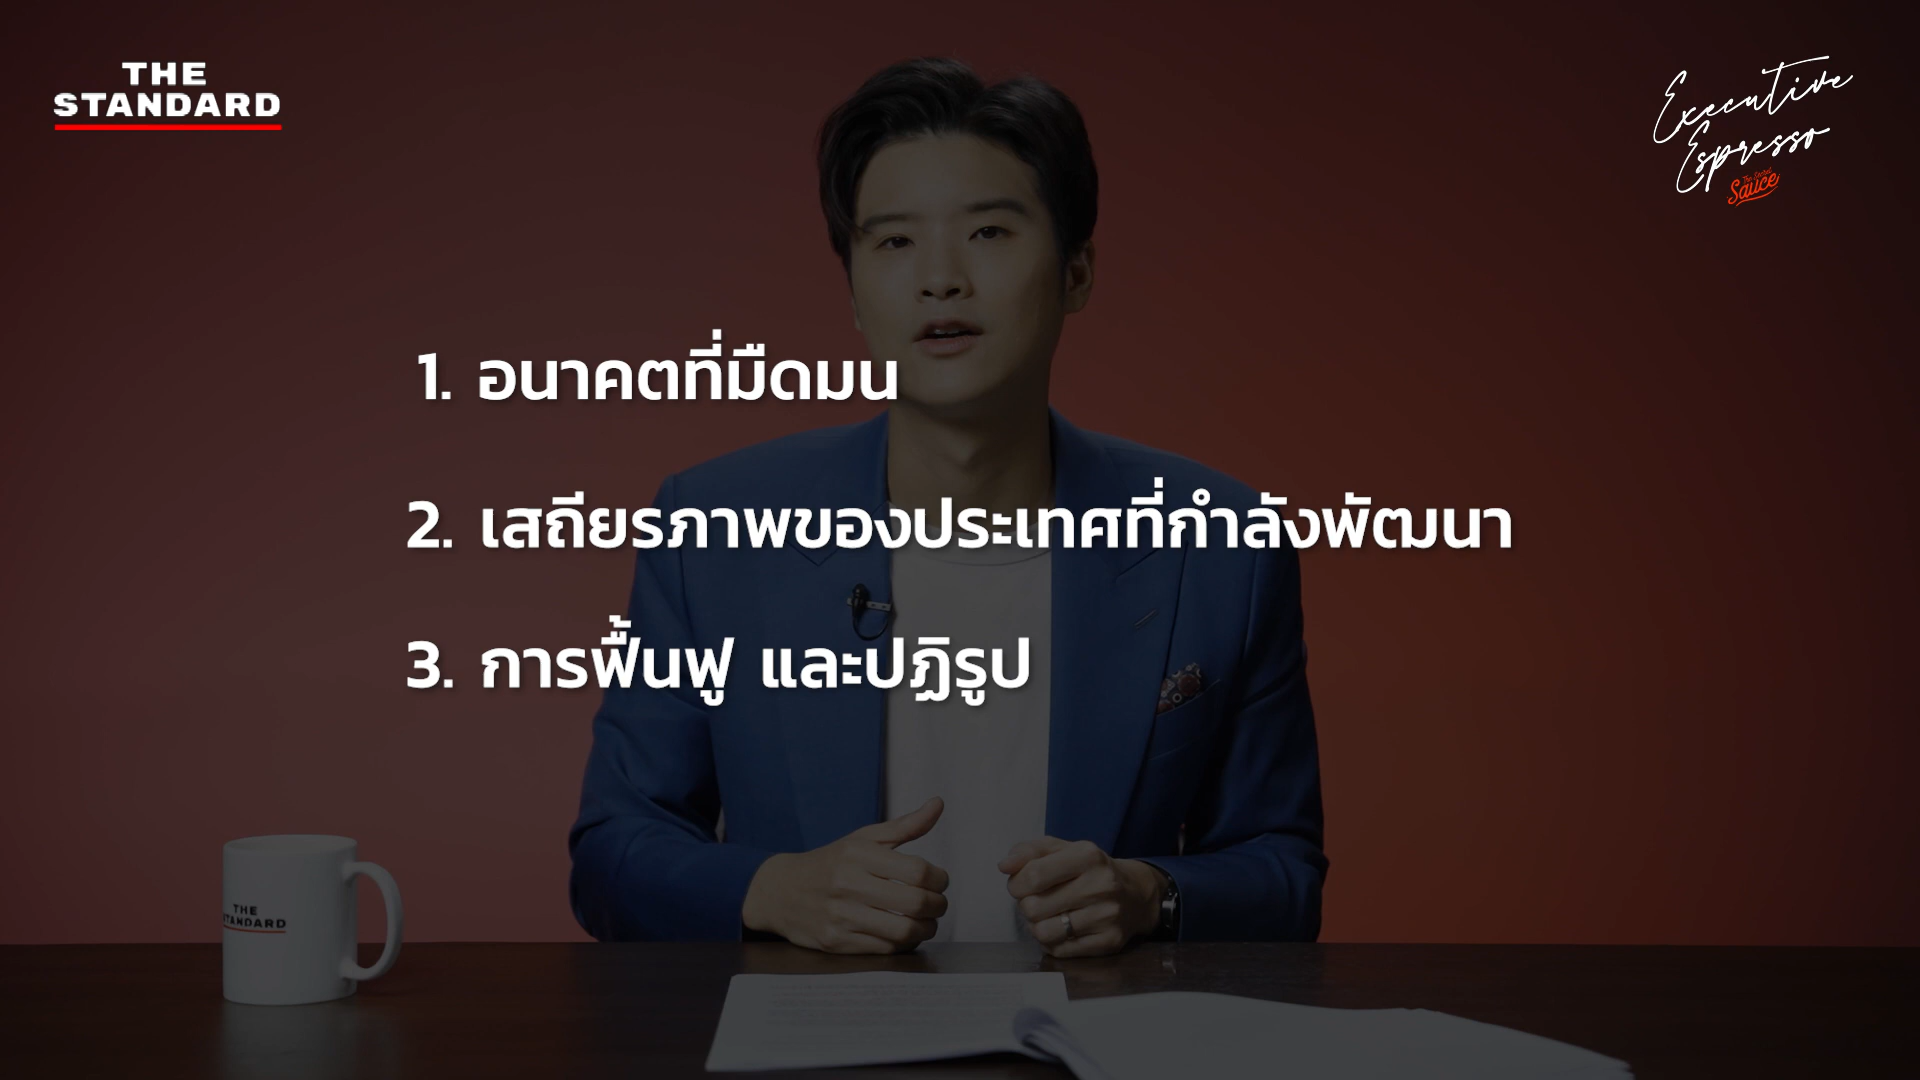 THE
STANDARD
Executive
Espresso
The Secret
Sauce
1. อนาคตที่มืดมน
2. เสถียรภาพของประเทศที่กำลังพัฒนา
3. การฟื้นฟู และปฏิรูป
THE
STANDARD